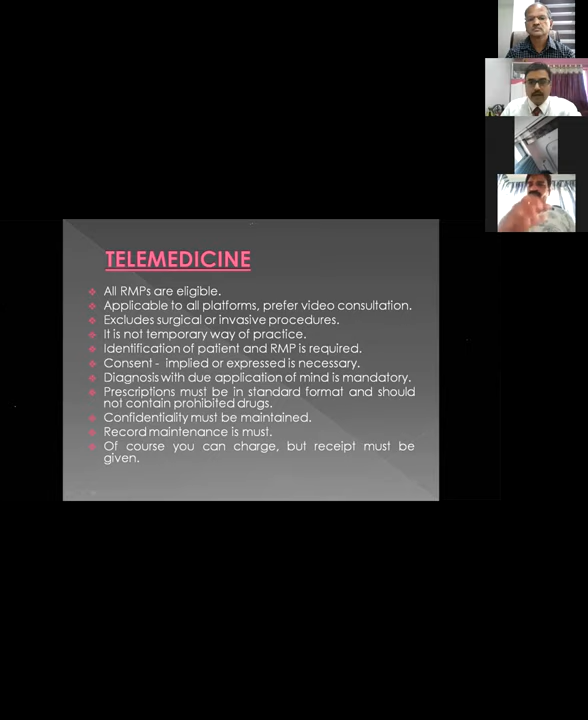 TELEMEDICINE
All RMPs are eligible.
Applicable to all platforms, prefer video consultation.
Excludes surgical or invasive procedures.
It is not temporary way of practice.
Identification of patient and RMP is required.
Consent - implied or expressed is necessary.
Diagnosis with due application of mind is mandatory.
Prescriptions must be in standard format and should
not contain prohibited drugs.
Confidentiality must be maintained.
Record maintenance is must.
Of course you can charge, but receipt must be
given.